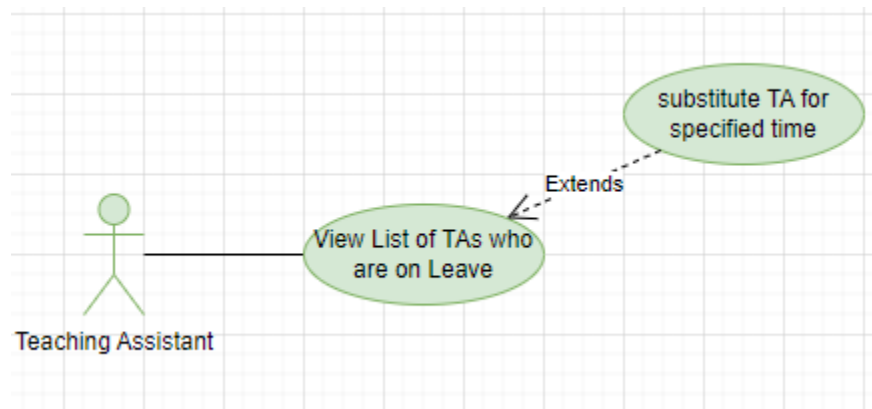 substitute TA for
specified time
Extends
View List of TAs who
are on Leave
Teaching Assistant